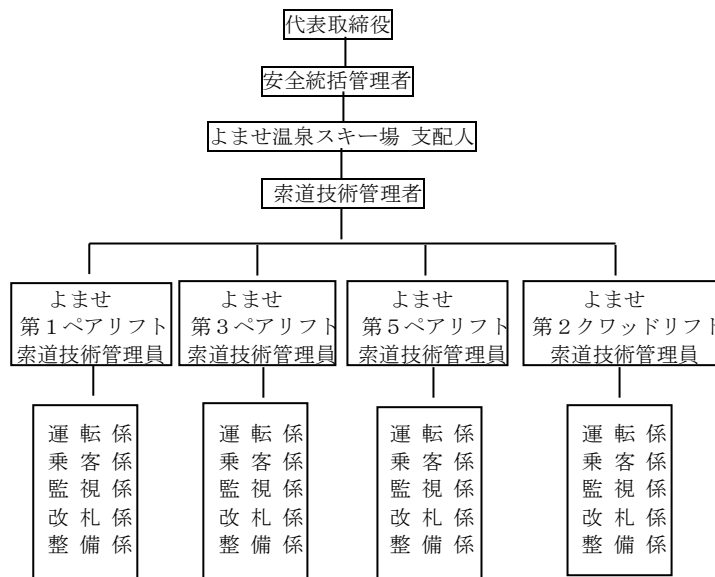 代表取締役
安全統括管理者
よませ温泉スキー場 支配人
索道技術管理者
よませ
第１ペアリフト
索道技術管理員
よませ
第３ペアリフト
索道技術管理員
よませ
第５ペアリフト
索道技術管理員
よませ
第２クワッドリフト
索道技術管理員
運 転 係
乗 客 係
監 視 係
改 札 係
整 備 係
運 転 係
乗 客 係
監 視 係
改 札 係
整 備 係
運 転 係
乗 客 係
監 視 係
改 札 係
整 備 係
運 転 係
乗 客 係
監 視 係
改 札 係
整 備 係